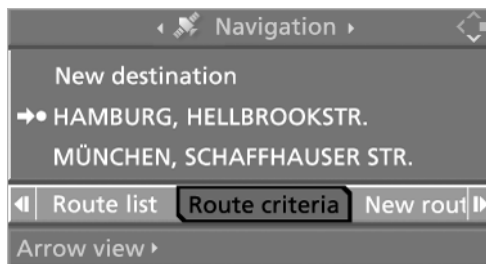 Navigation
New destination
HAMBURG, HELLBROOKSTR.
MÜNCHEN, SCHAFFHAUSER STR.
Route list Route criteria New rout
Arrow view